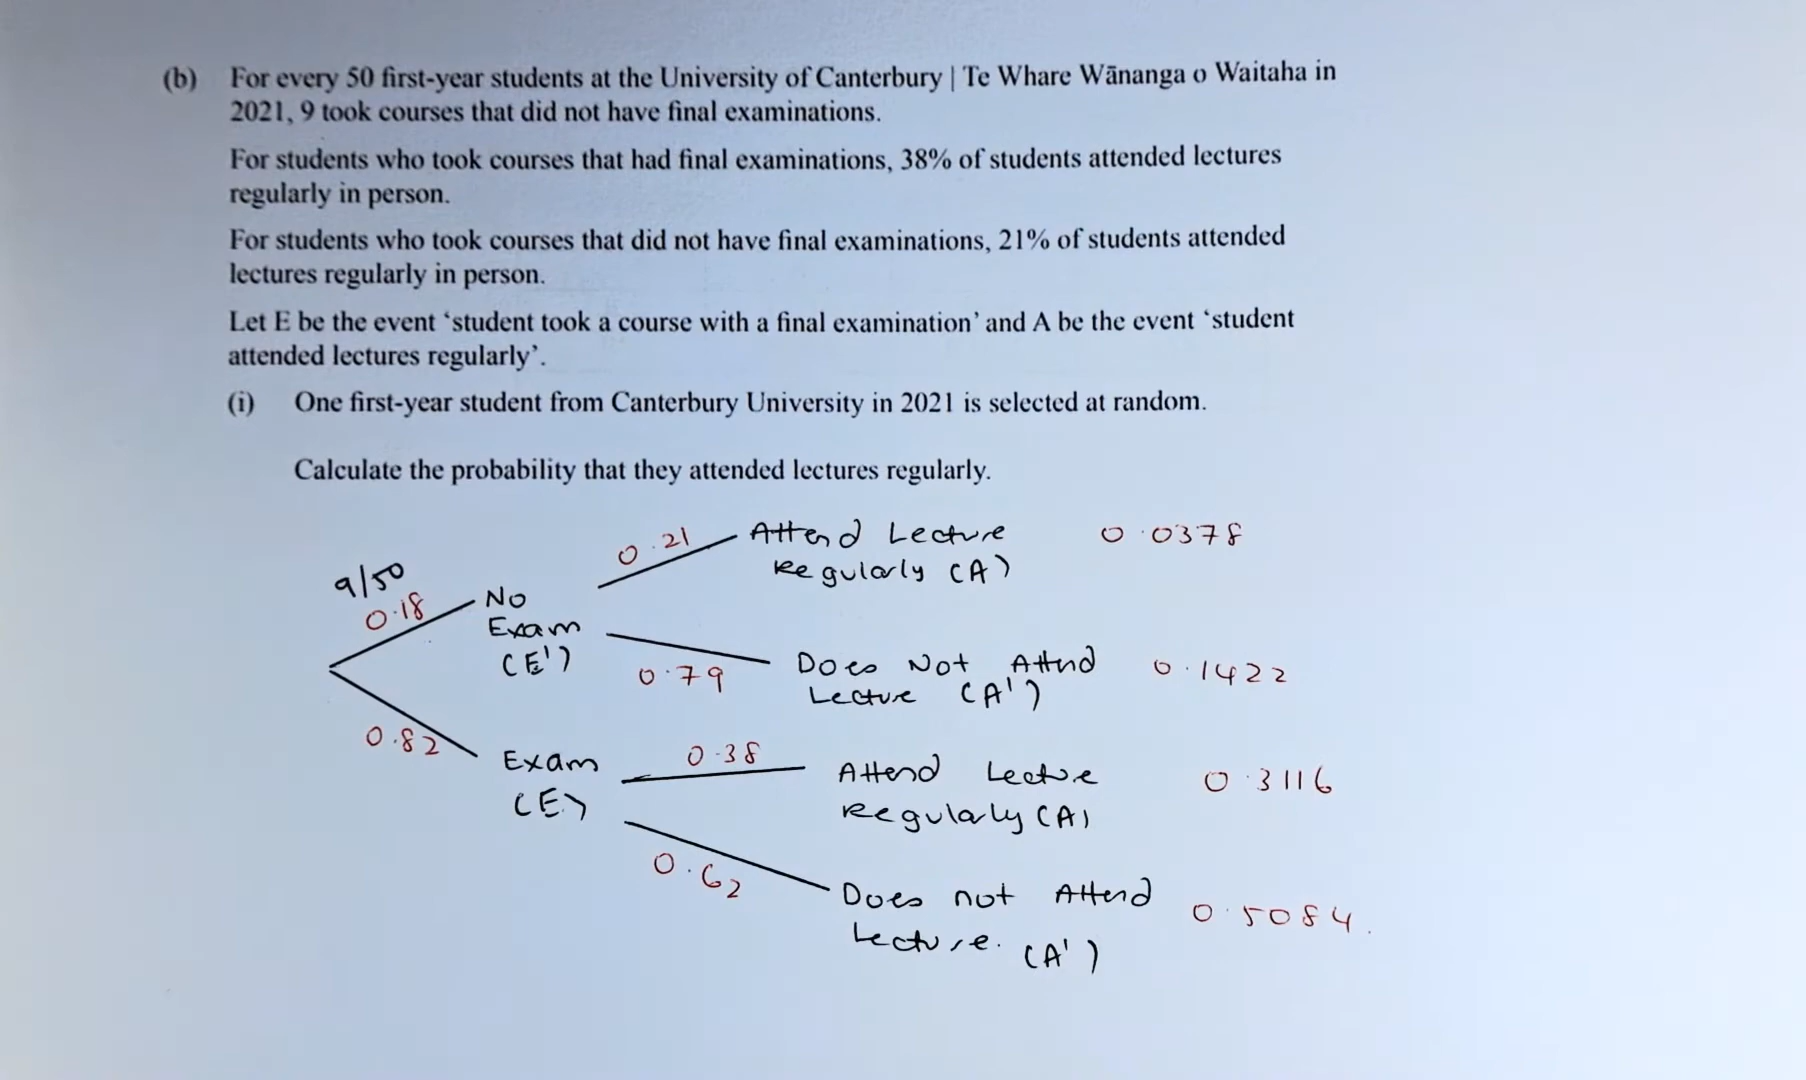 (b) For every 50 first-year students at the University of Canterbury | Te Whare Wānanga o Waitaha in
2021, 9 took courses that did not have final examinations.
For students who took courses that had final examinations, 38% of students attended lectures
regularly in person.
For students who took courses that did not have final examinations, 21% of students attended
lectures regularly in person.
Let E be the event ‘student took a course with a final examination’ and A be the event ‘student
attended lectures regularly’.
(i) One first-year student from Canterbury University in 2021 is selected at random.
Calculate the probability that they attended lectures regularly.
0.21 Attend Lecture 0.0378
Regularly (A)
9/50
0.18 No
Exam
(E')
0.79 Does Not Attend 0.1422
Lecture (A')
0.82 Exam 0.38 Attend Lecture 0.3116
(E) Regularly (A)
0.62 Does not Attend 0.5084.
Lecture. (A')